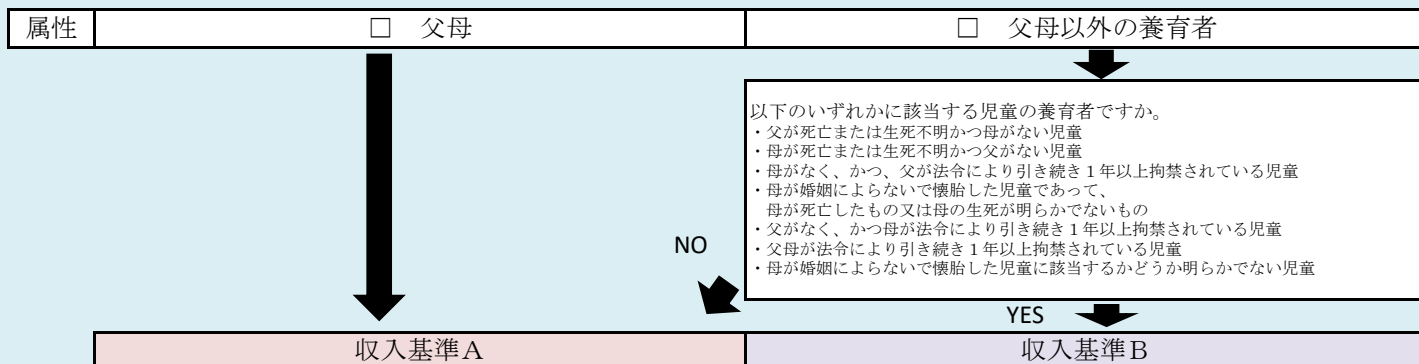 属性 □ 父母 □ 父母以外の養育者
以下のいずれかに該当する児童の養育者ですか。
・父が死亡または生死不明かつ母がない児童
・母が死亡または生死不明かつ父がない児童
・母がなく、かつ、父が法令により引き続き１年以上拘禁されている児童
・母が婚姻によらないで懐胎した児童であって、
母が死亡したもの又は母の生死が明らかでないもの
・父がなく、かつ母が法令により引き続き１年以上拘禁されている児童
・父母が法令により引き続き１年以上拘禁されている児童
・母が婚姻によらないで懐胎した児童に該当するかどうか明らかでない児童
NO
YES
収入基準Ａ 収入基準Ｂ